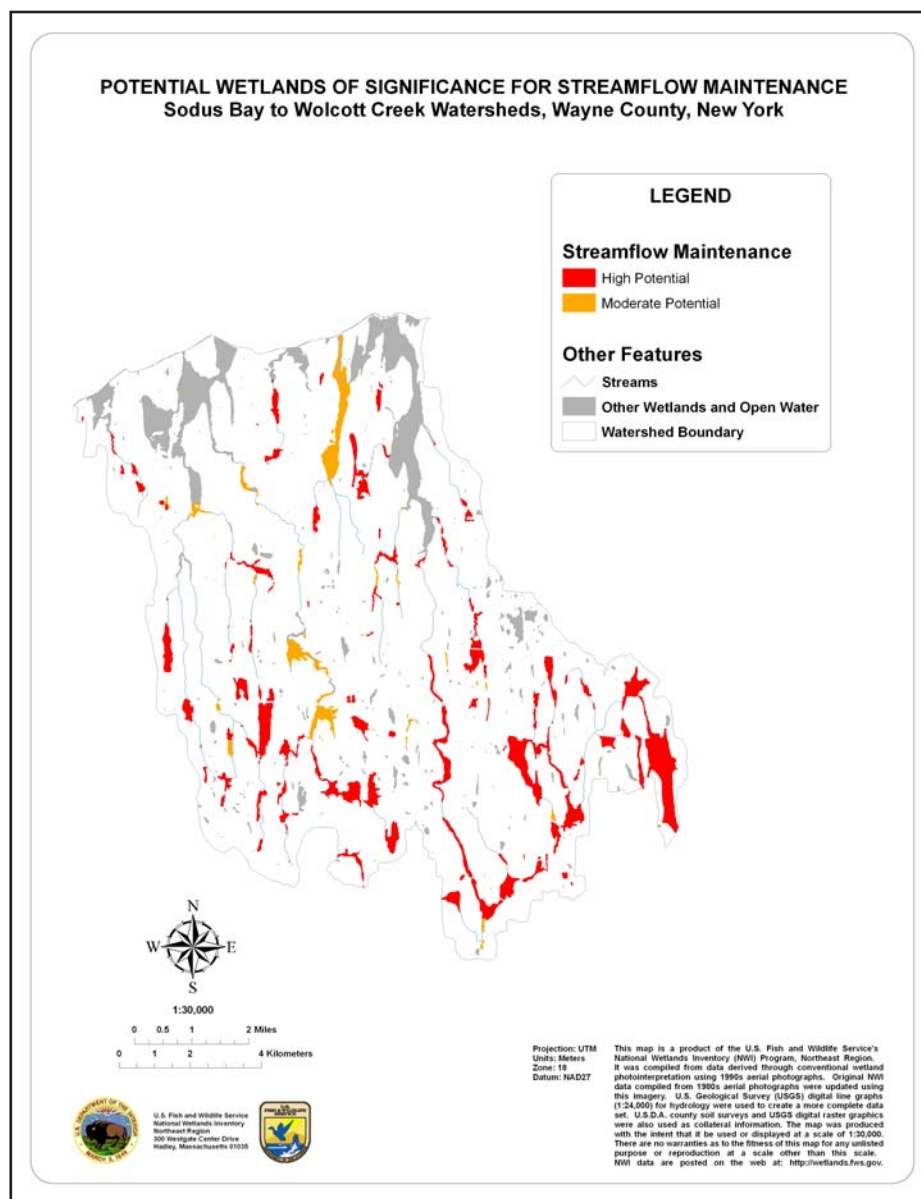 POTENTIAL WETLANDS OF SIGNIFICANCE FOR STREAMFLOW MAINTENANCE
Sodus Bay to Wolcott Creek Watersheds, Wayne County, New York
LEGEND
Streamflow Maintenance
High Potential
Moderate Potential
Other Features
Streams
Other Wetlands and Open Water
Watershed Boundary
N
W E
S
1:30,000
0 0.5 1 2 Miles
0 1 2 4 Kilometers
Projection: UTM
Units: Meters
Zone: 18
Datum: NAD27
This map is a product of the U.S. Fish and Wildlife Service's
National Wetlands Inventory (NWI) Program, Northeast Region.
It was compiled from data derived through conventional wetland
photointerpretation using 1990s aerial photographs. Original NWI
data compiled from 1980s aerial photographs were updated using
this imagery. U.S. Geological Survey (USGS) digital line graphs
(1:24,000) for hydrology were used to create a more complete data
set. U.S.D.A. county soil surveys and USGS digital raster graphics
were also used as collateral information. The map was produced
with the intent that it be used or displayed at a scale of 1:30,000.
There are no warranties as to the fitness of this map for any unlisted
purpose or reproduction at a scale other than this scale.
NWI data are posted on the web at: http://wetlands.fws.gov.
U.S. DEPARTMENT OF THE INTERIOR
MARCH 3, 1849
U.S. Fish and Wildlife Service
National Wetlands Inventory
Northeast Region
300 Westgate Center Drive
Hadley, Massachusetts 01035
U.S.
FISH & WILDLIFE
SERVICE